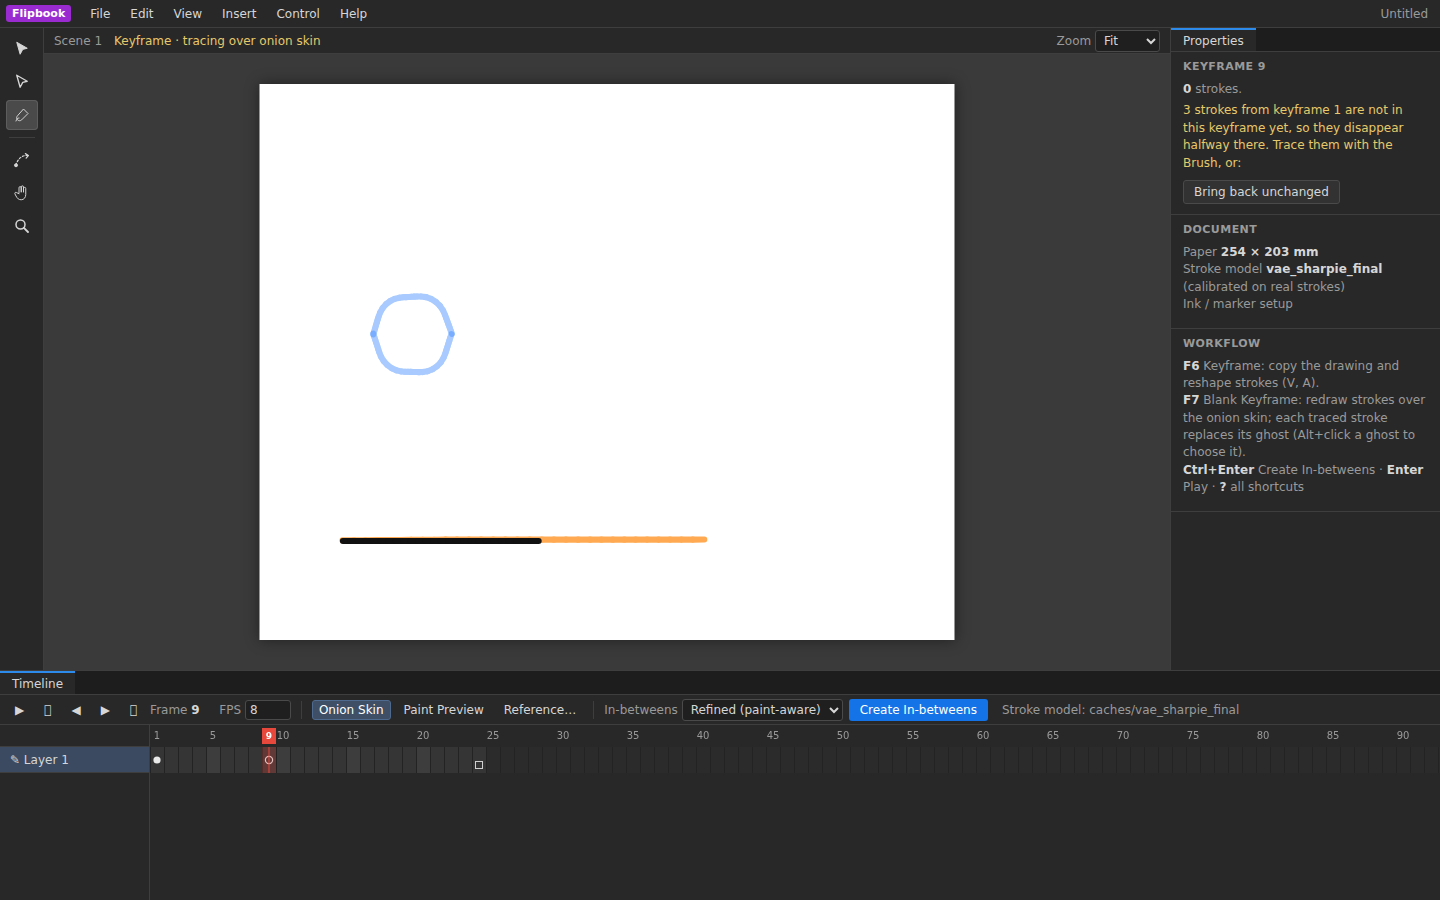 Flipbook File Edit View Insert Control Help Untitled
Scene 1 Keyframe · tracing over onion skin Zoom Fit
Properties
KEYFRAME 9
0 strokes.
3 strokes from keyframe 1 are not in
this keyframe yet, so they disappear
halfway there. Trace them with the
Brush, or:
Bring back unchanged
DOCUMENT
Paper 254 × 203 mm
Stroke model vae_sharpie_final
(calibrated on real strokes)
Ink / marker setup
WORKFLOW
F6 Keyframe: copy the drawing and
reshape strokes (V, A).
F7 Blank Keyframe: redraw strokes over
the onion skin; each traced stroke
replaces its ghost (Alt+click a ghost to
choose it).
Ctrl+Enter Create In-betweens · Enter
Play · ? all shortcuts
Timeline
Frame 9 FPS 8 Onion Skin Paint Preview Reference... In-betweens Refined (paint-aware) Create In-betweens Stroke model: caches/vae_sharpie_final
1 5 9 10 15 20 25 30 35 40 45 50 55 60 65 70 75 80 85 90
Layer 1